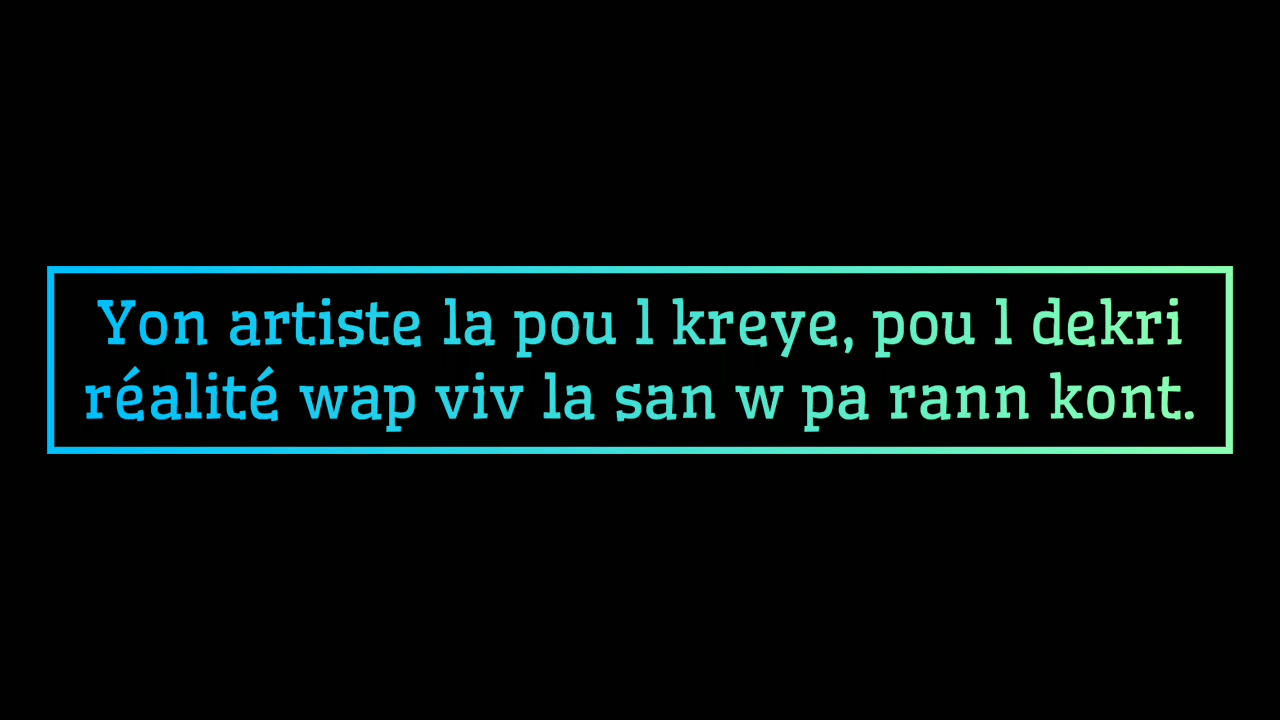 Yon artiste la pou l kreye, pou l dekri
réalité wap viv la san w pa rann kont.